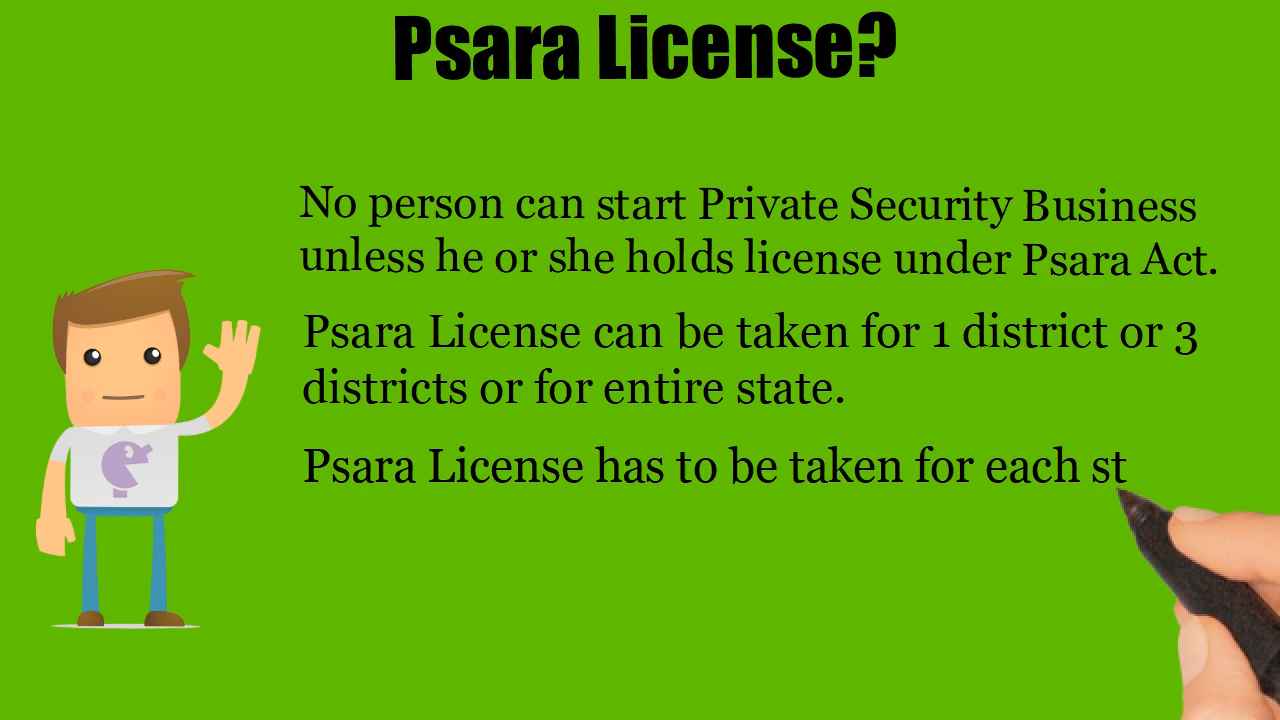 Psara License?
No person can start Private Security Business
unless he or she holds license under Psara Act.
Psara License can be taken for 1 district or 3
districts or for entire state.
Psara License has to be taken for each st